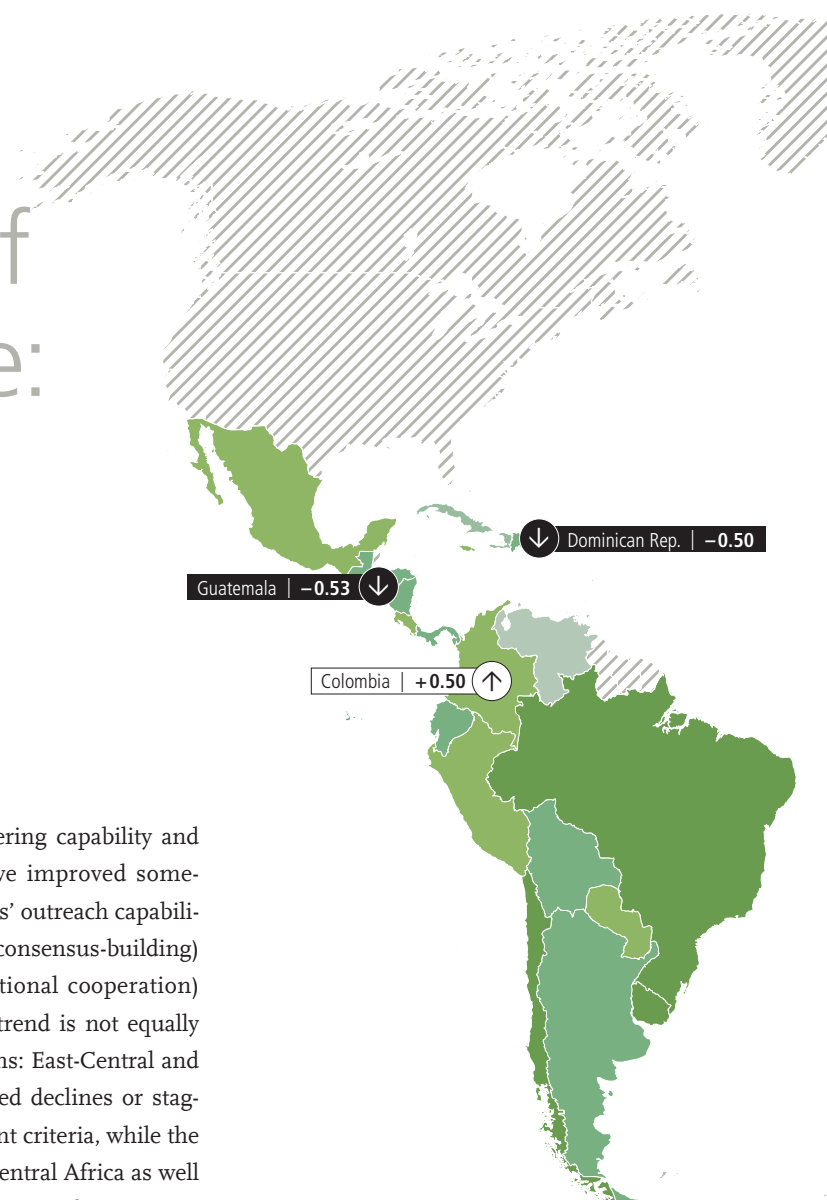 f
e:
Dominican Rep. | −0.50
Guatemala | −0.53
Colombia | +0.50
ering capability and
ve improved some-
s’ outreach capabili-
consensus-building)
tional cooperation)
trend is not equally
ns: East-Central and
ed declines or stag-
nt criteria, while the
entral Africa as well